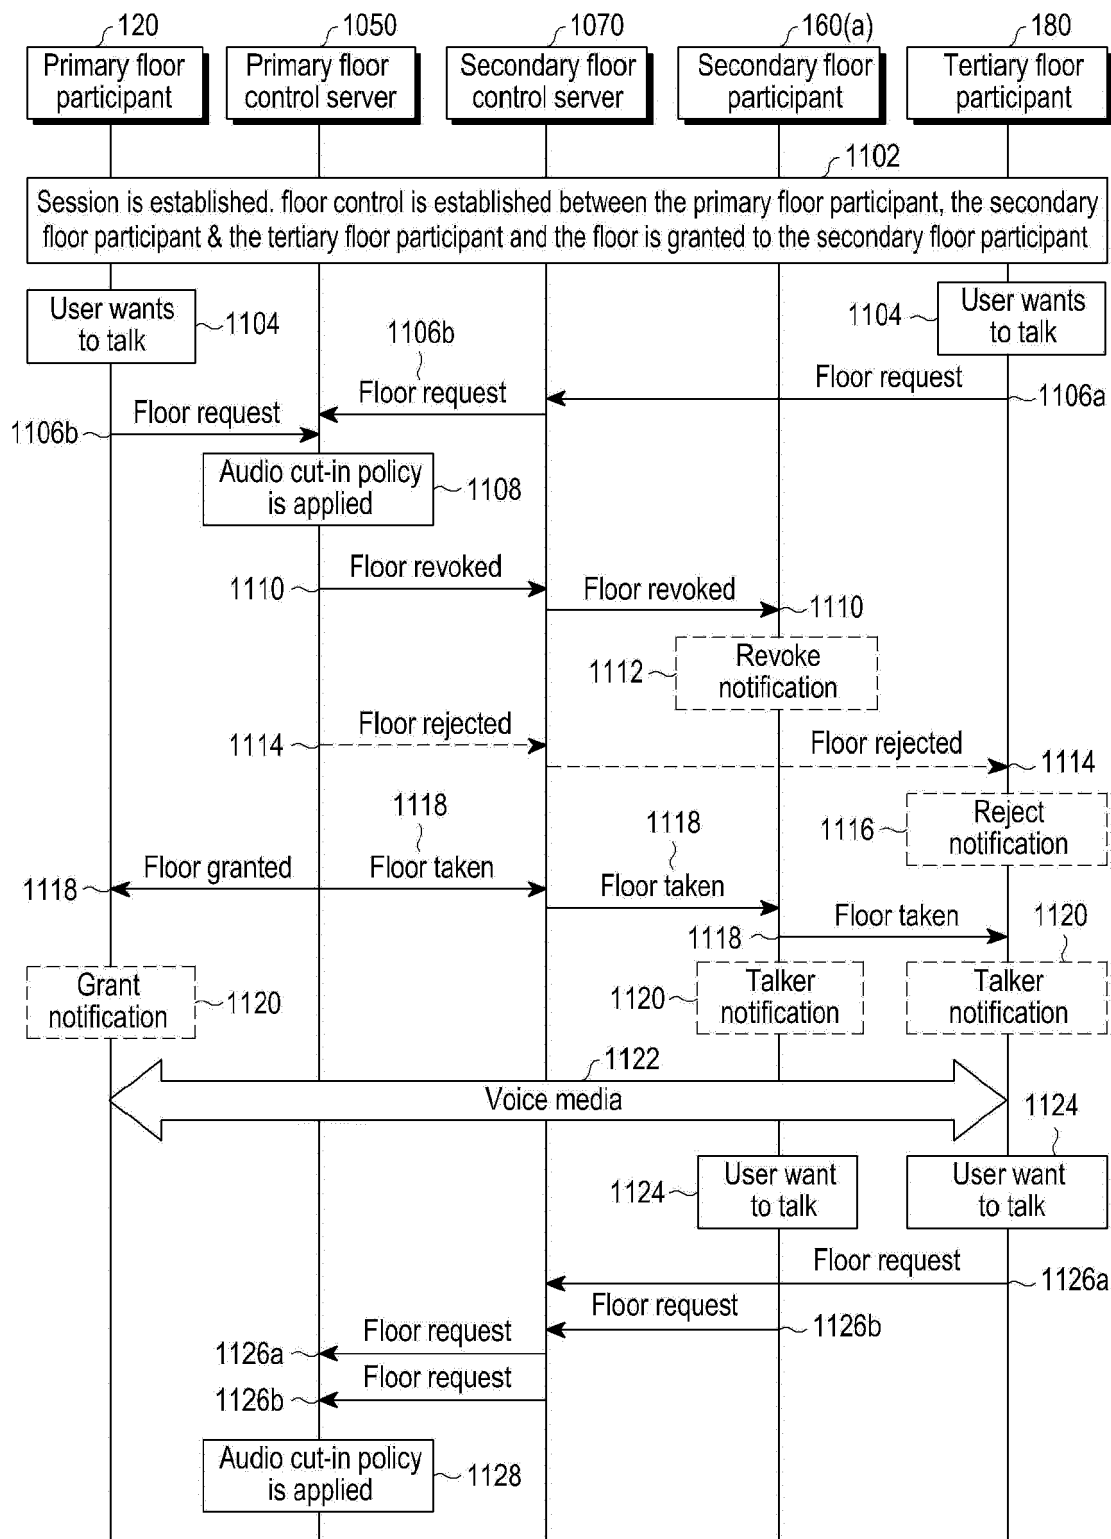 120
1050
1070
160(a)
180
Primary floor
participant
Primary floor
control server
Secondary floor
control server
Secondary floor
participant
Tertiary floor
participant
1102
Session is established. floor control is established between the primary floor participant, the secondary
floor participant & the tertiary floor participant and the floor is granted to the secondary floor participant
User wants
to talk
1104
1104
User wants
to talk
1106b
Floor request
Floor request
1106a
1106b
Floor request
Audio cut-in policy
is applied
1108
1110
Floor revoked
Floor revoked
1110
1112
Revoke
notification
1114
Floor rejected
Floor rejected
1114
1116
Reject
notification
1118
1118
1118
Floor granted
Floor taken
Floor taken
1118
Floor taken
1120
Grant
notification
1120
1120
Talker
notification
Talker
notification
1122
Voice media
1124
1124
User want
to talk
User want
to talk
Floor request
1126a
Floor request
1126b
1126a
Floor request
1126b
Floor request
Audio cut-in policy
is applied
1128